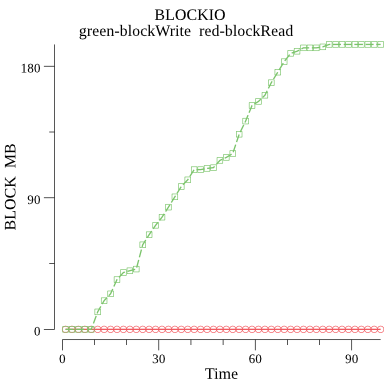 BLOCKIO
green-blockWrite  red-blockRead
180
90
0
BLOCK  MB
0 30 60 90
Time